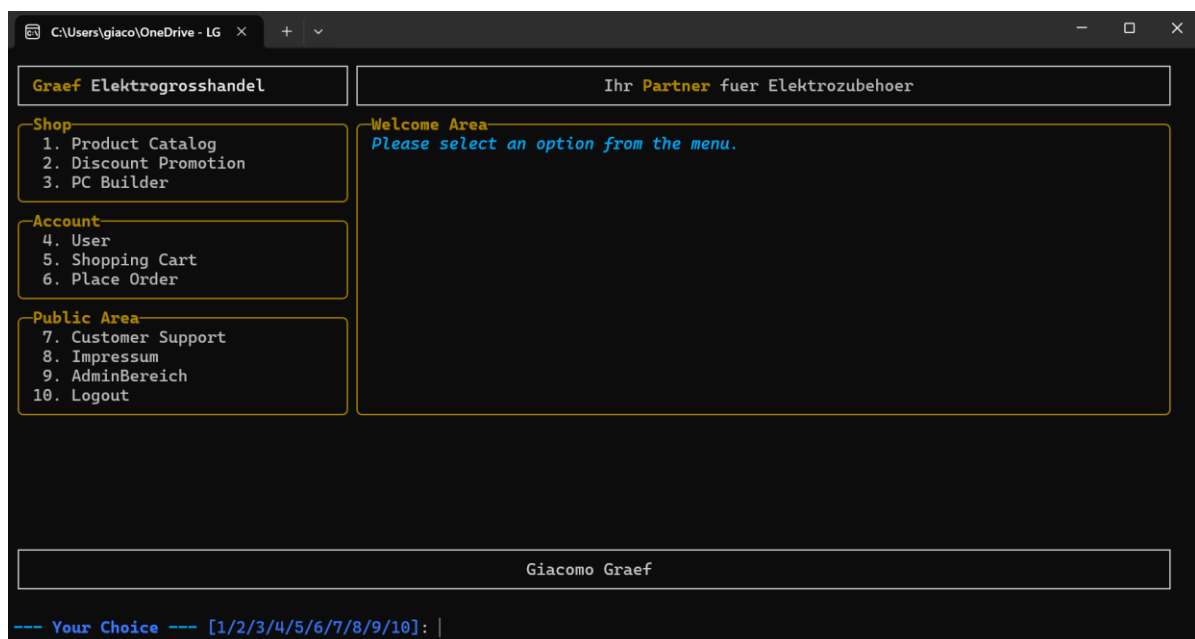 C:\Users\giaco\OneDrive - LG
Graef Elektrogrosshandel
Ihr Partner fuer Elektrozubehoer
Shop
1. Product Catalog
2. Discount Promotion
3. PC Builder
Account
4. User
5. Shopping Cart
6. Place Order
Public Area
7. Customer Support
8. Impressum
9. AdminBereich
10. Logout
Welcome Area
Please select an option from the menu.
Giacomo Graef
--- Your Choice --- [1/2/3/4/5/6/7/8/9/10]: